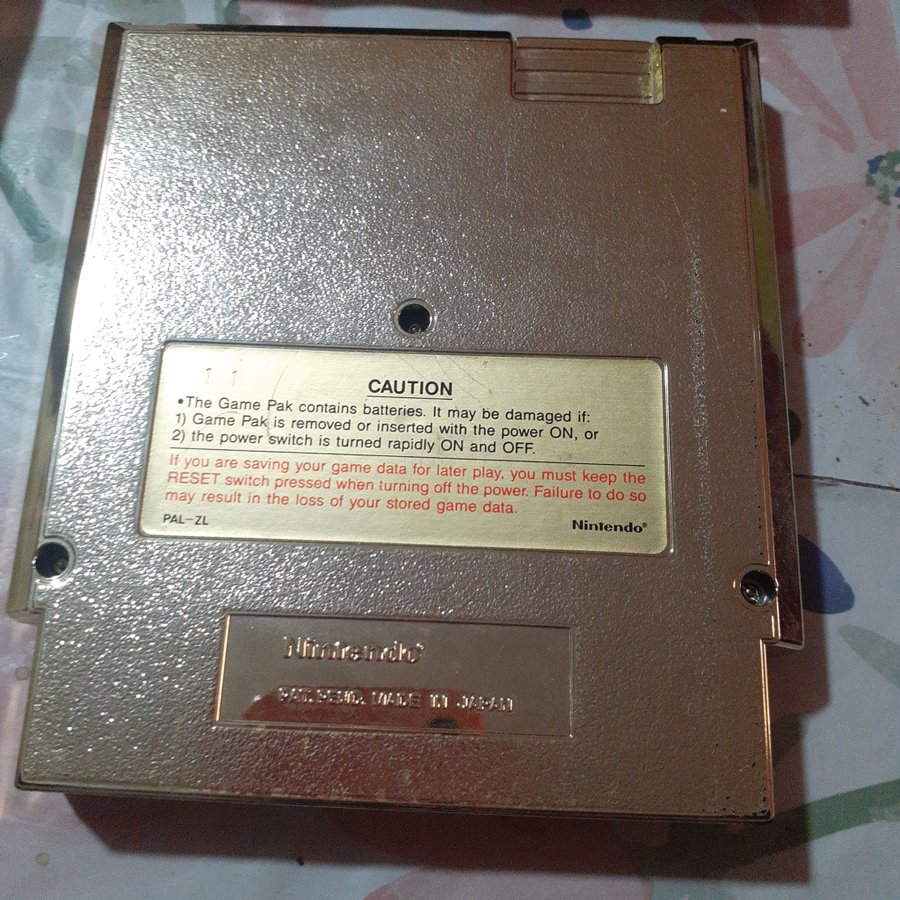 11
CAUTION
•The Game Pak contains batteries. It may be damaged if:
1) Game Pak is removed or inserted with the power ON, or
2) the power switch is turned rapidly ON and OFF.
If you are saving your game data for later play, you must keep the
RESET switch pressed when turning off the power. Failure to do so
may result in the loss of your stored game data.
PAL-ZL Nintendo®
Nintendo
PAT. PEND. MADE IN JAPAN